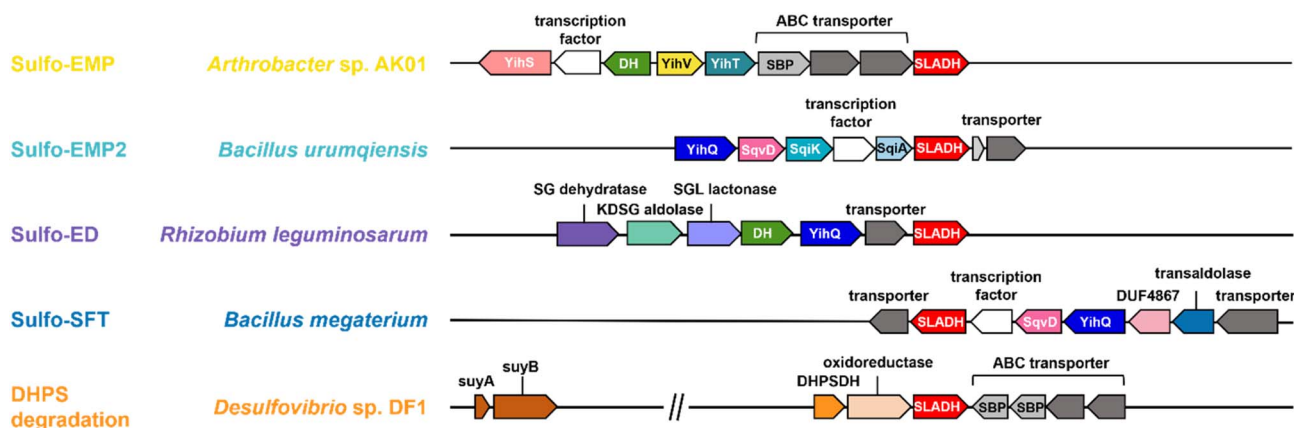 transcription
factor
ABC transporter
Sulfo-EMP
Arthrobacter sp. AK01
YihS
DH
YihV
YihT
SBP
SLADH
transcription
factor
transporter
Sulfo-EMP2
Bacillus urumqiensis
YihQ
SqvD
SqiK
SqiA
SLADH
SG dehydratase
SGL lactonase
KDSG aldolase
transporter
Sulfo-ED
Rhizobium leguminosarum
DH
YihQ
SLADH
transporter
transcription
factor
transaldolase
DUF4867
transporter
Sulfo-SFT
Bacillus megaterium
SLADH
SqvD
YihQ
suyA
suyB
oxidoreductase
DHPSDH
ABC transporter
DHPS
degradation
Desulfovibrio sp. DF1
//
SLADH
SBP
SBP